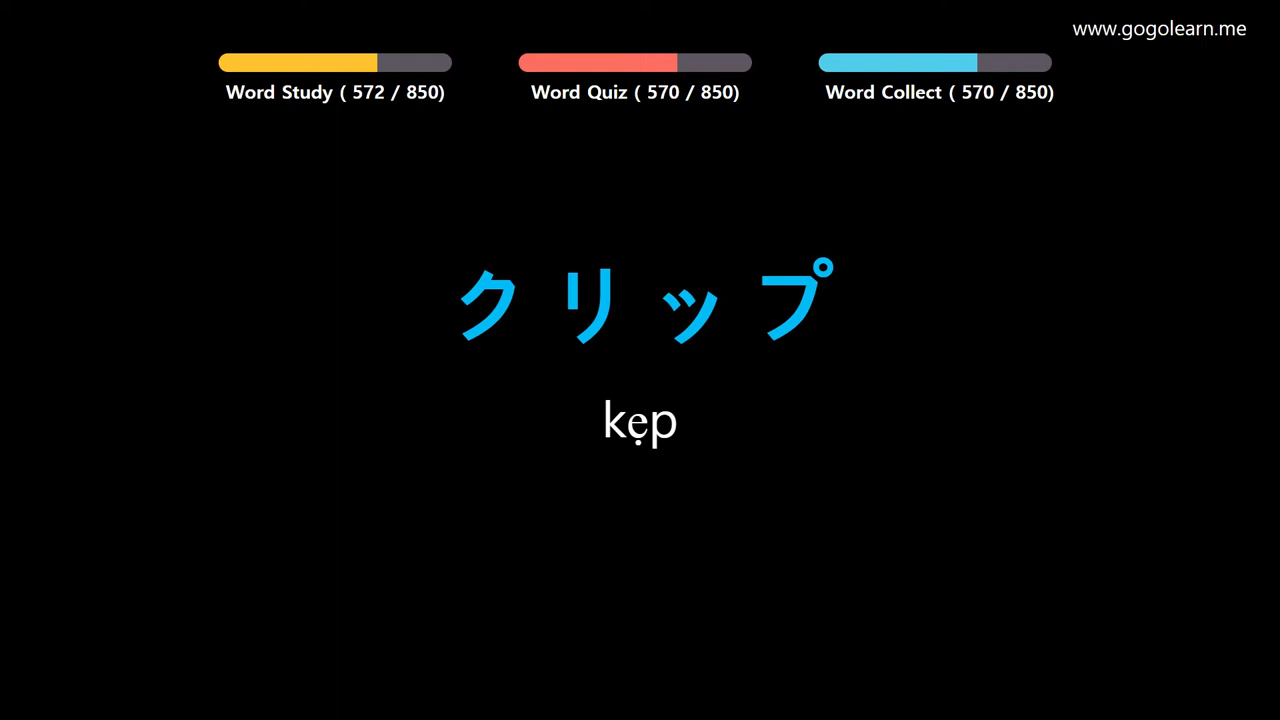 www.gogolearn.me
Word Study ( 572 / 850)
Word Quiz ( 570 / 850)
Word Collect ( 570 / 850)
クリップ
kẹp